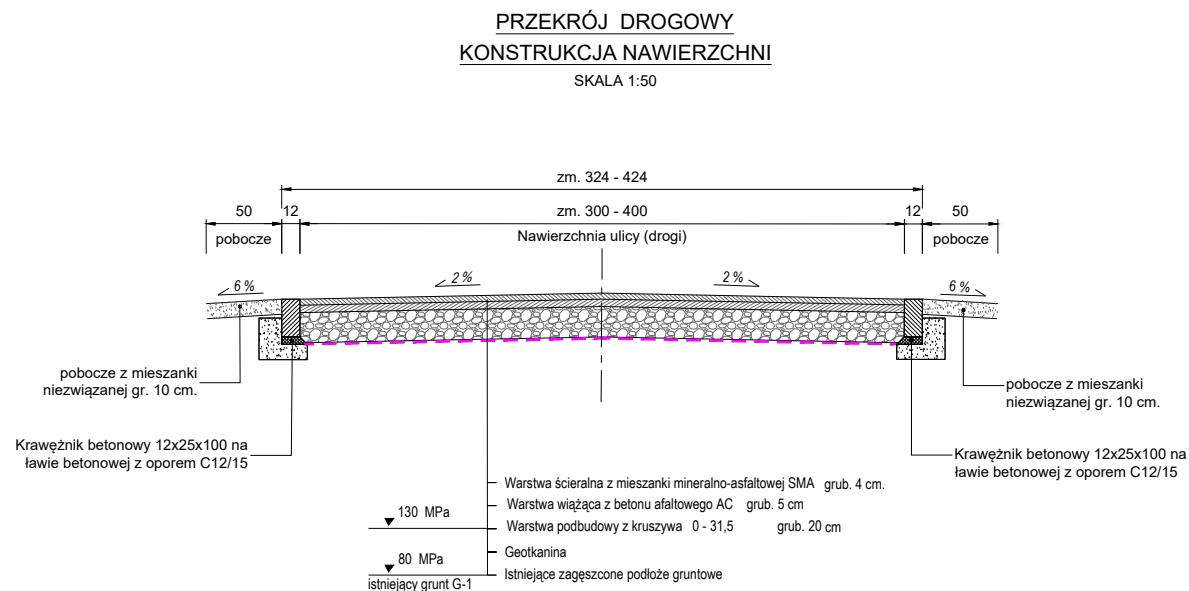 PRZEKRÓJ DROGOWY
KONSTRUKCJA NAWIERZCHNI
SKALA 1:50
zm. 324 - 424
50 12 zm. 300 - 400 12 50
pobocze Nawierzchnia ulicy (drogi) pobocze
6 % 2 % 2 % 6 %
pobocze z mieszanki
niezwiązanej gr. 10 cm.
pobocze z mieszanki
niezwiązanej gr. 10 cm.
Krawężnik betonowy 12x25x100 na
ławie betonowej z oporem C12/15
Krawężnik betonowy 12x25x100 na
ławie betonowej z oporem C12/15
Warstwa ścieralna z mieszanki mineralno-asfaltowej SMA grub. 4 cm.
Warstwa wiążąca z betonu afaltowego AC grub. 5 cm
130 MPa
Warstwa podbudowy z kruszywa 0 - 31,5 grub. 20 cm
Geotkanina
80 MPa
Istniejące zagęszczone podłoże gruntowe
istniejący grunt G-1